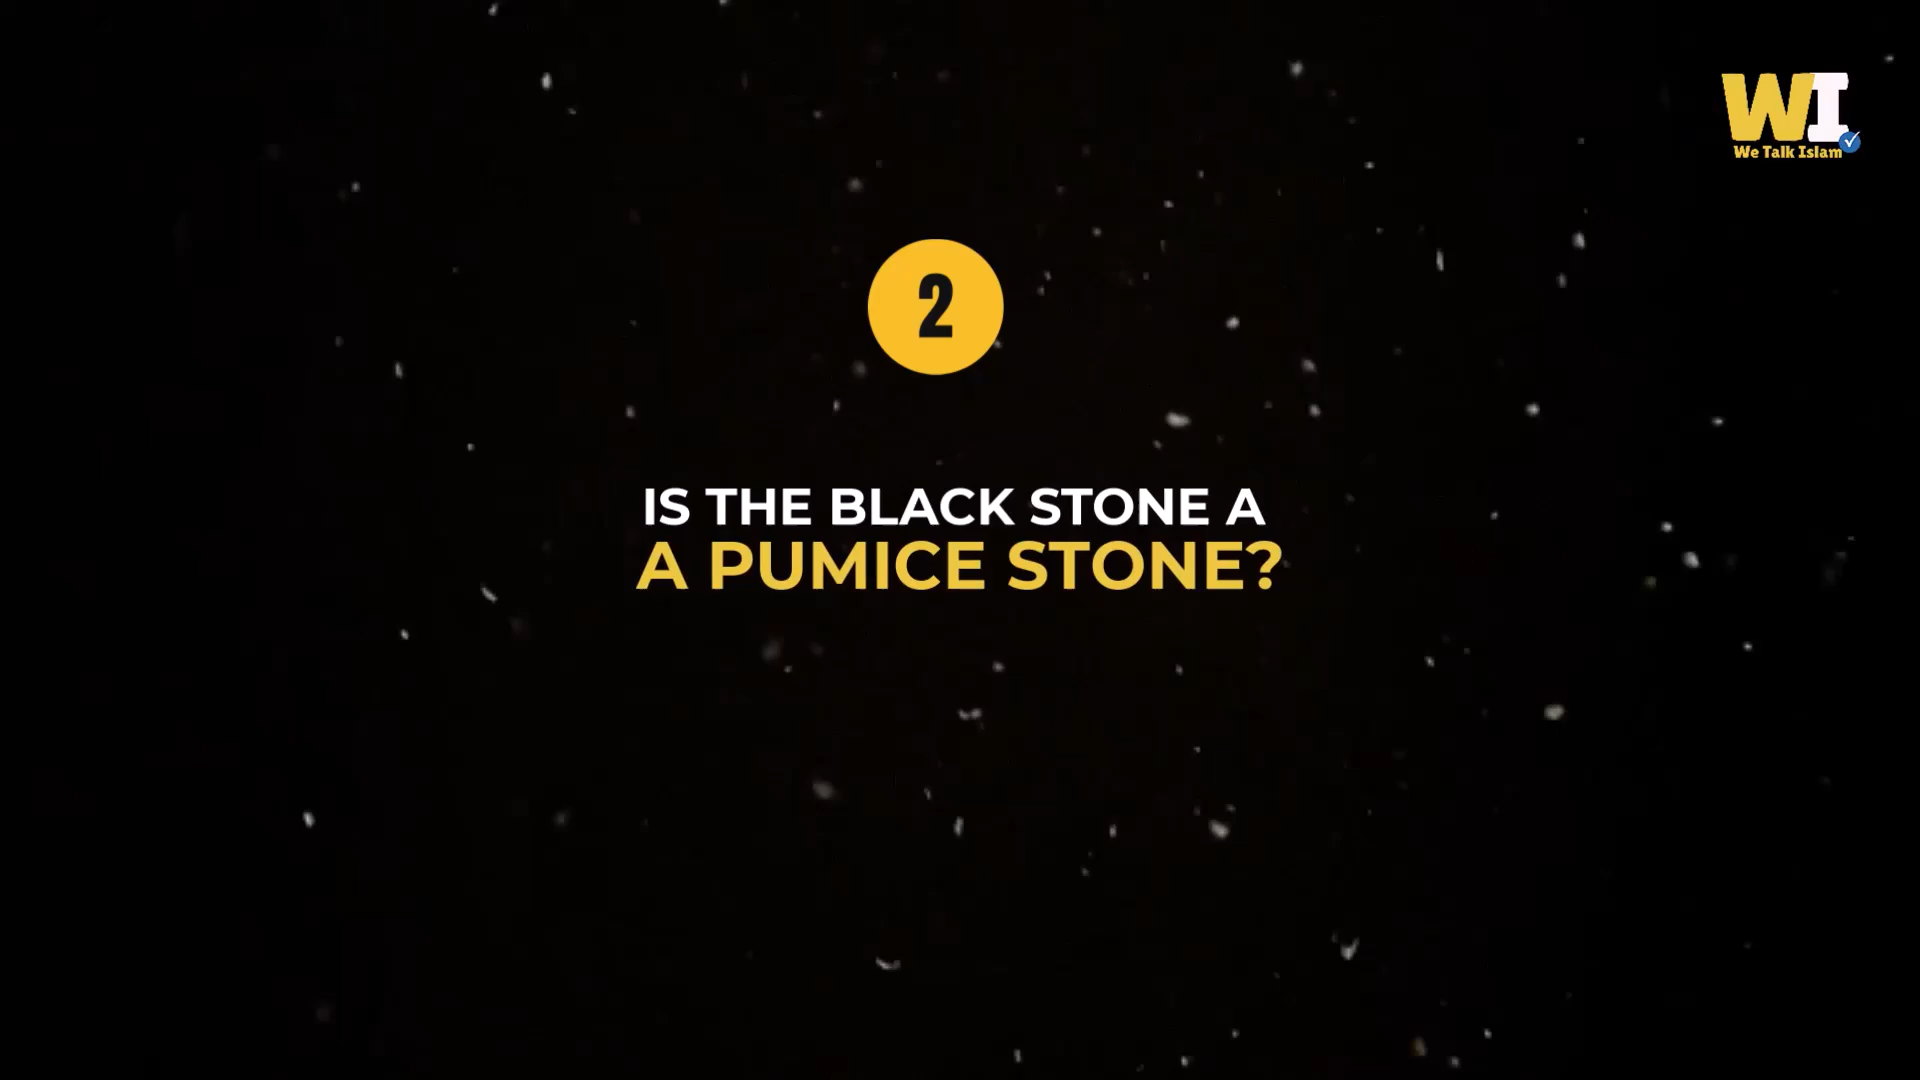 WI
We Talk Islam
2
IS THE BLACK STONE A
A PUMICE STONE?